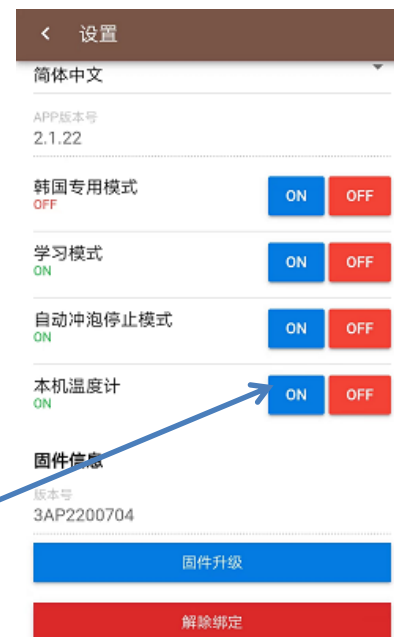 设置
简体中文
APP版本号
2.1.22
韩国专用模式
OFF
ON OFF
学习模式
ON
ON OFF
自动冲泡停止模式
ON
ON OFF
本机温度计
ON
ON OFF
固件信息
版本号
3AP2200704
固件升级
解除绑定